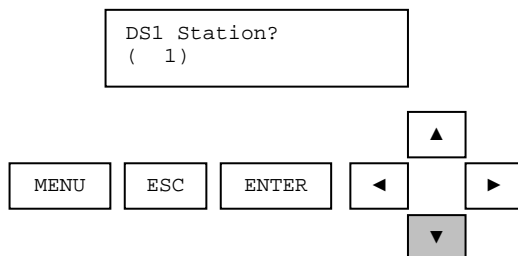 DS1 Station?
(  1)
▲
MENU ESC ENTER ◄ ►
▼